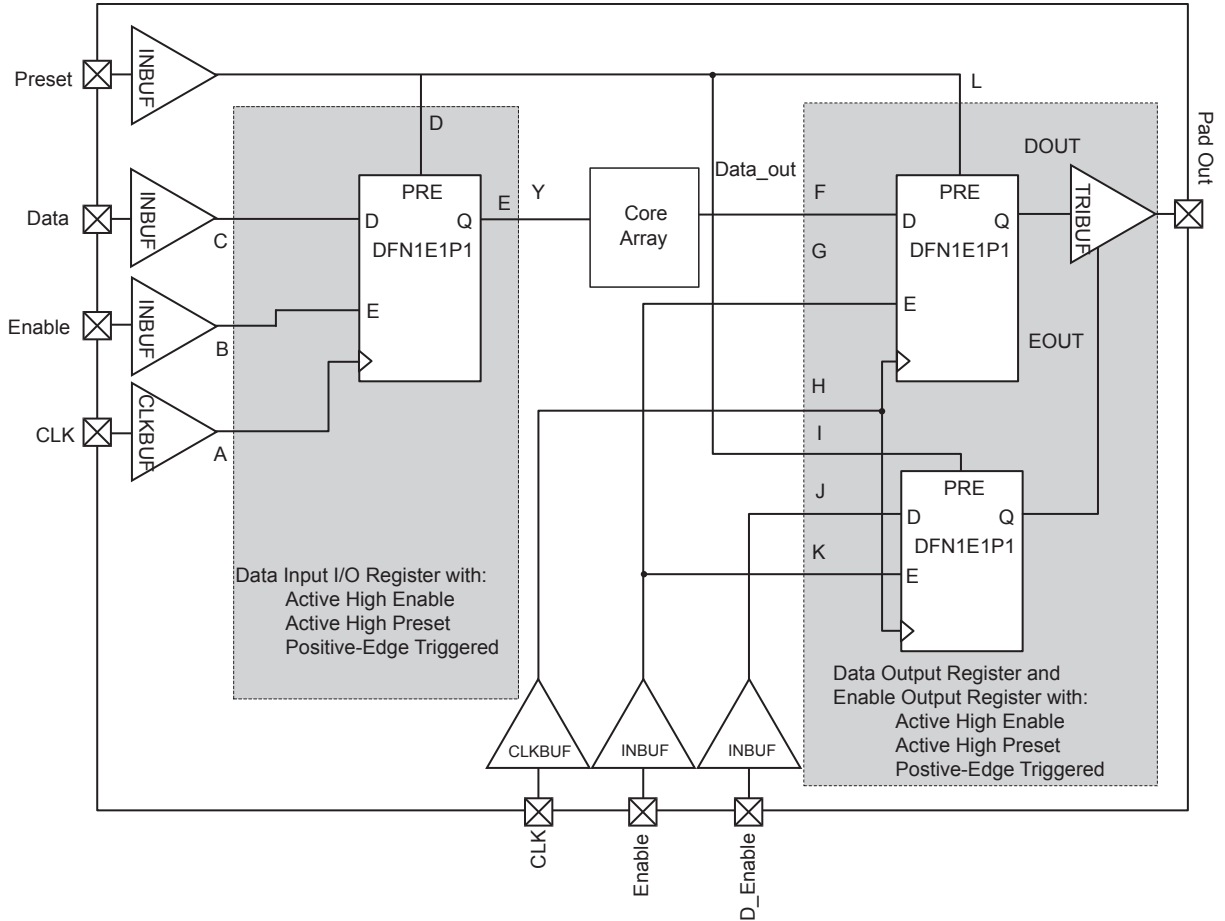 Preset
INBUF
L
D
Data
INBUF
C
PRE
D
Q
DFN1E1P1
E
E
Y
Core
Array
Data_out
F
G
PRE
D
Q
DFN1E1P1
E
DOUT
TRIBUF
Pad Out
EOUT
Enable
INBUF
B
CLK
CLKBUF
A
H
I
J
K
PRE
D
Q
DFN1E1P1
E
Data Input I/O Register with:
Active High Enable
Active High Preset
Positive-Edge Triggered
Data Output Register and
Enable Output Register with:
Active High Enable
Active High Preset
Postive-Edge Triggered
CLKBUF
INBUF
INBUF
CLK
Enable
D_Enable